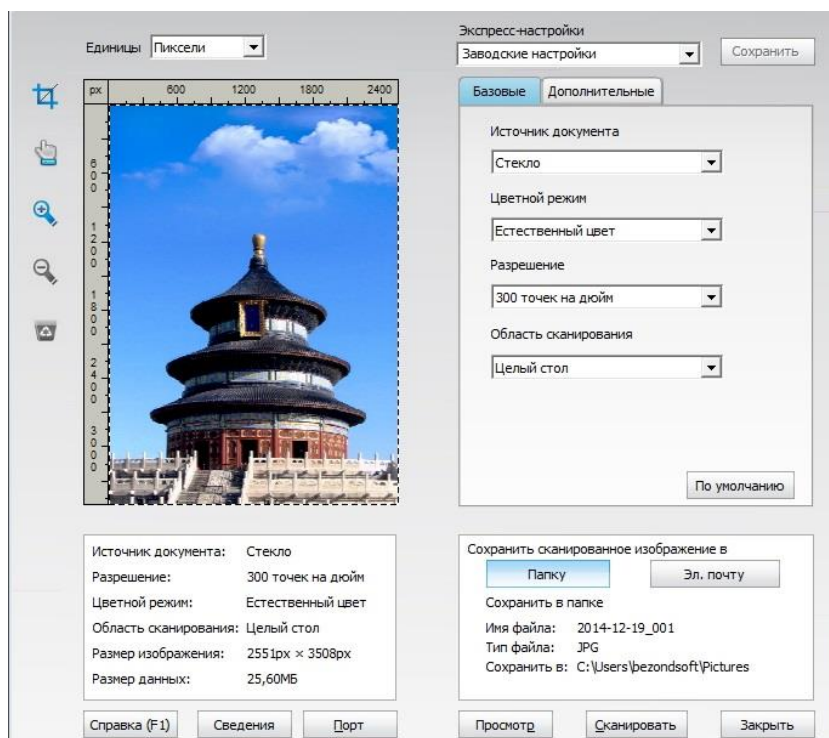 Единицы Пиксели
Экспресс-настройки
Заводские настройки
Сохранить
px 600 1200 1800 2400
600
1200
1800
2400
3000
Базовые Дополнительные
Источник документа
Стекло
Цветной режим
Естественный цвет
Разрешение
300 точек на дюйм
Область сканирования
Целый стол
По умолчанию
Источник документа: Стекло
Разрешение: 300 точек на дюйм
Цветной режим: Естественный цвет
Область сканирования: Целый стол
Размер изображения: 2551px × 3508px
Размер данных: 25,60МБ
Сохранить сканированное изображение в
Папку Эл. почту
Сохранить в папке
Имя файла: 2014-12-19_001
Тип файла: JPG
Сохранить в: C:\Users\bezondsoft\Pictures
Справка (F1) Сведения Порт
Просмотр Сканировать Закрыть